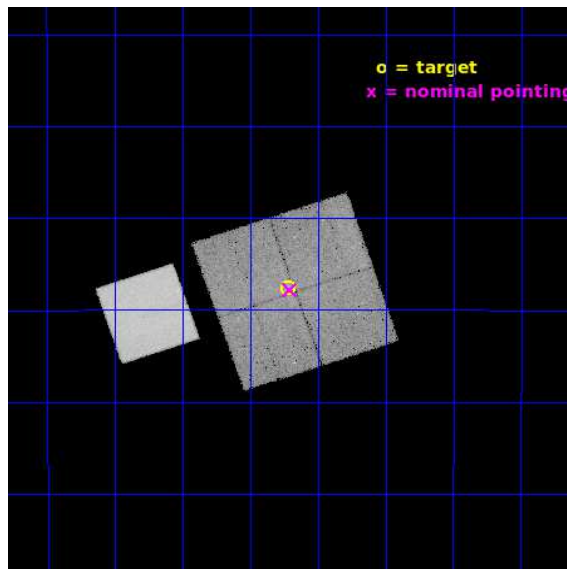 o = target
x = nominal pointing